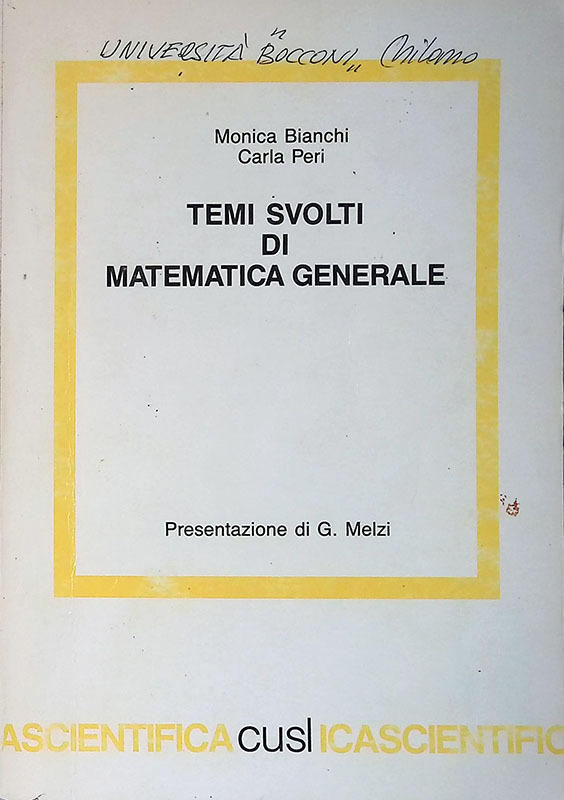 UNIVERSITÀ "BOCCONI" Milano
Monica Bianchi
Carla Peri
TEMI SVOLTI
DI
MATEMATICA GENERALE
Presentazione di G. Melzi
ASCIENTIFICA cusl ICASCIENTIFIC